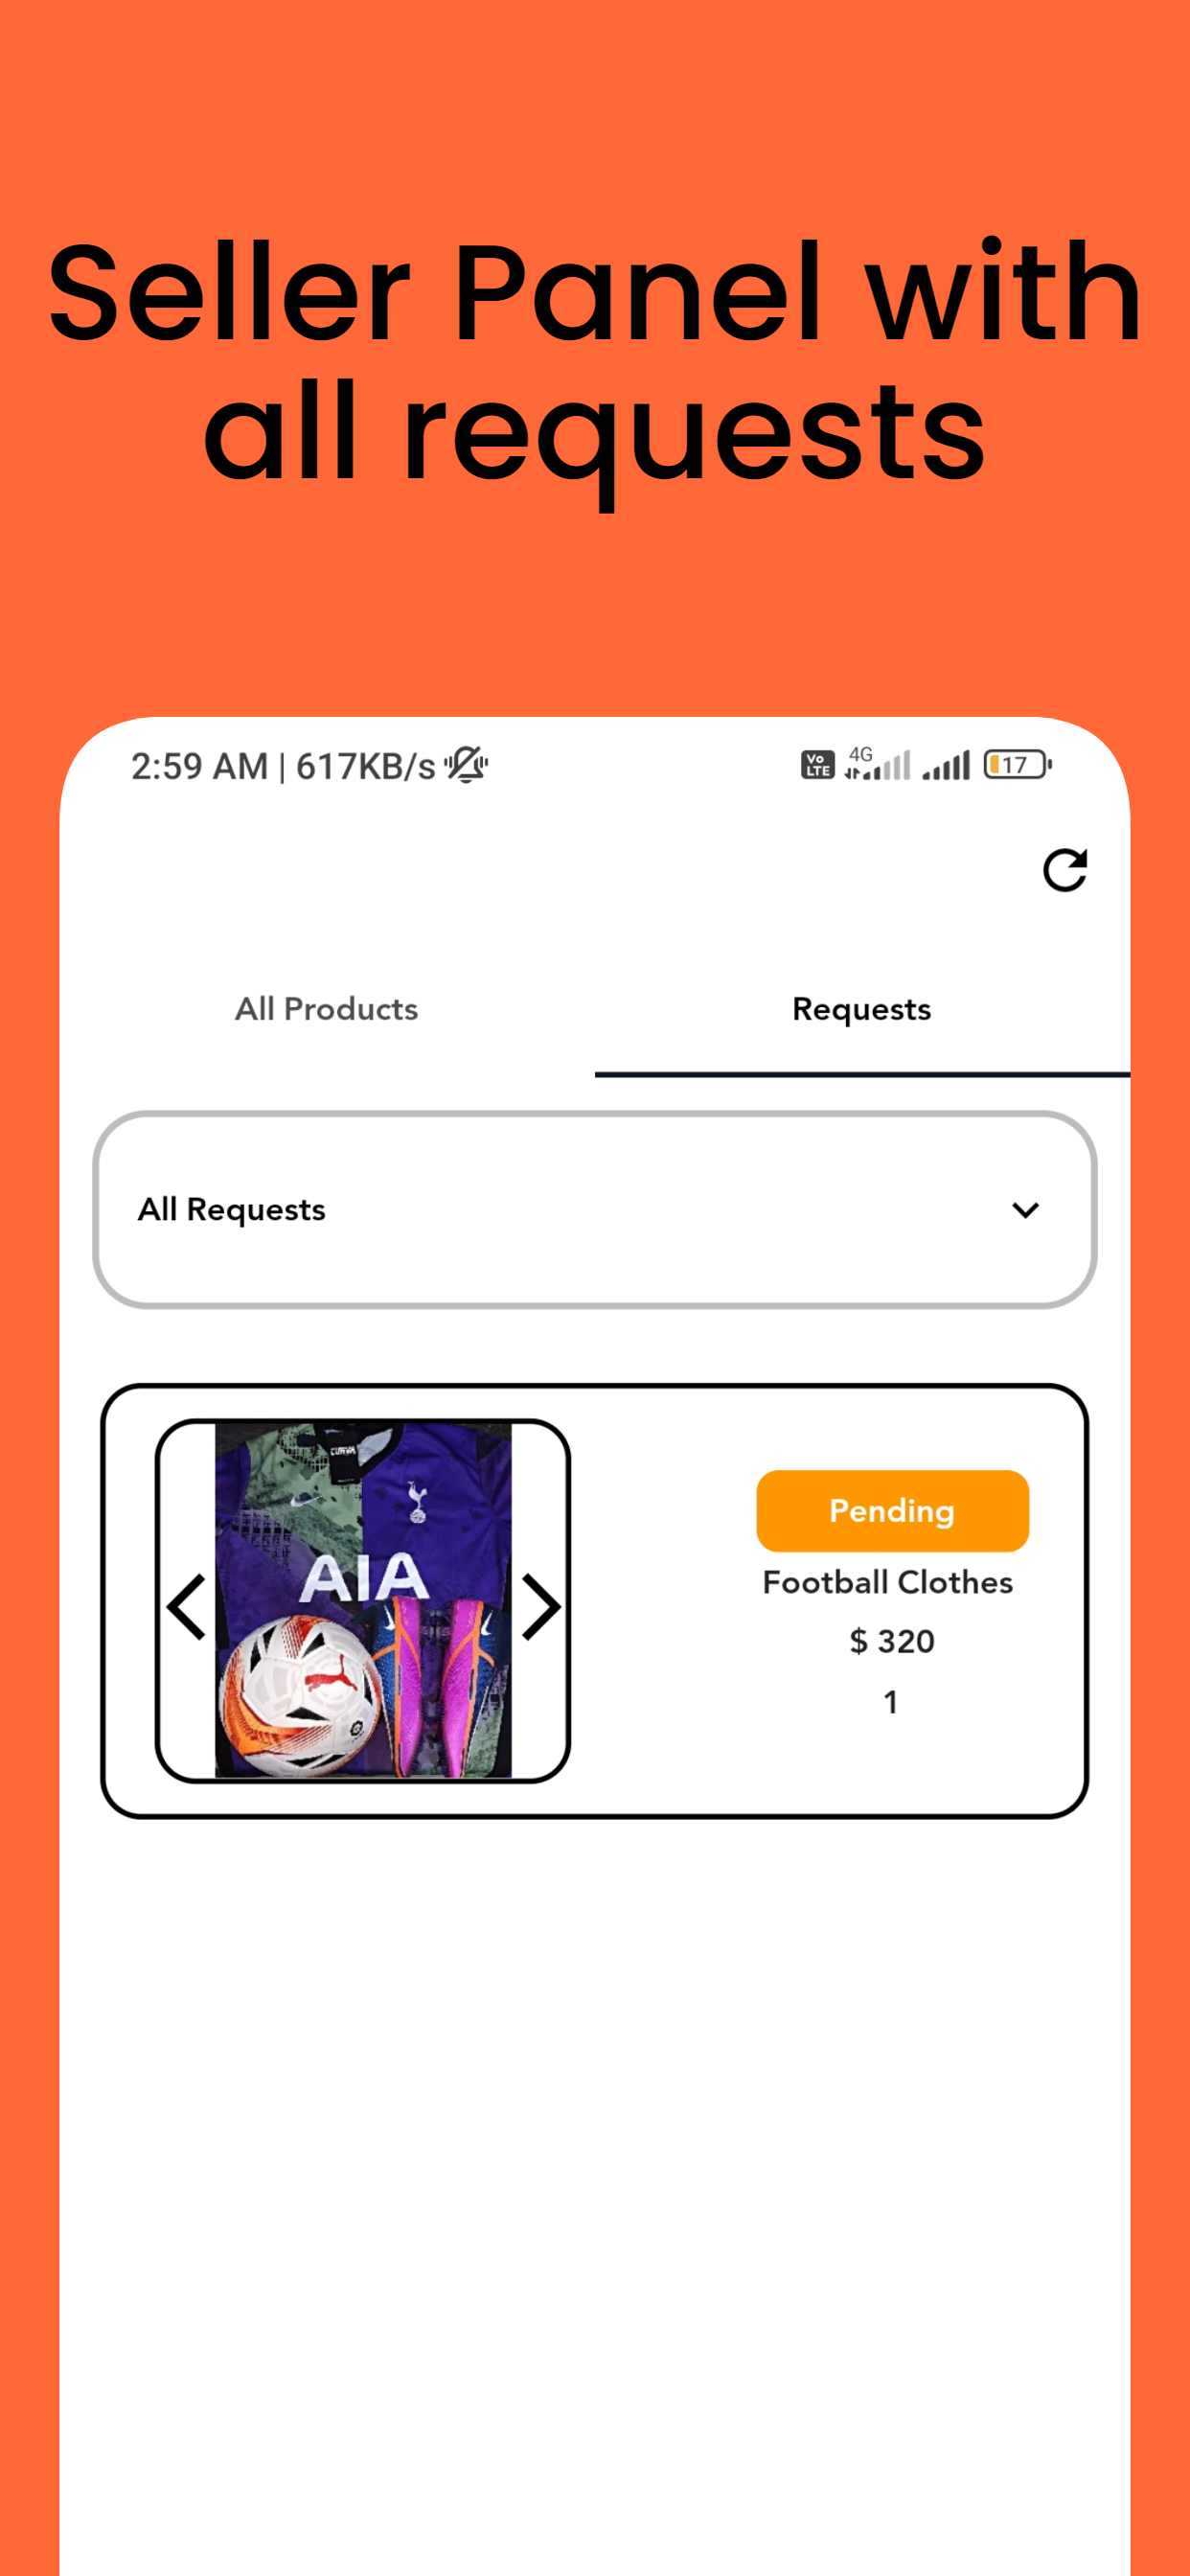 Seller Panel with
all requests
2:59 AM | 617KB/s
Vo
LTE
4G
17
All Products
Requests
All Requests
CURVA
AIA
Pending
Football Clothes
$ 320
1